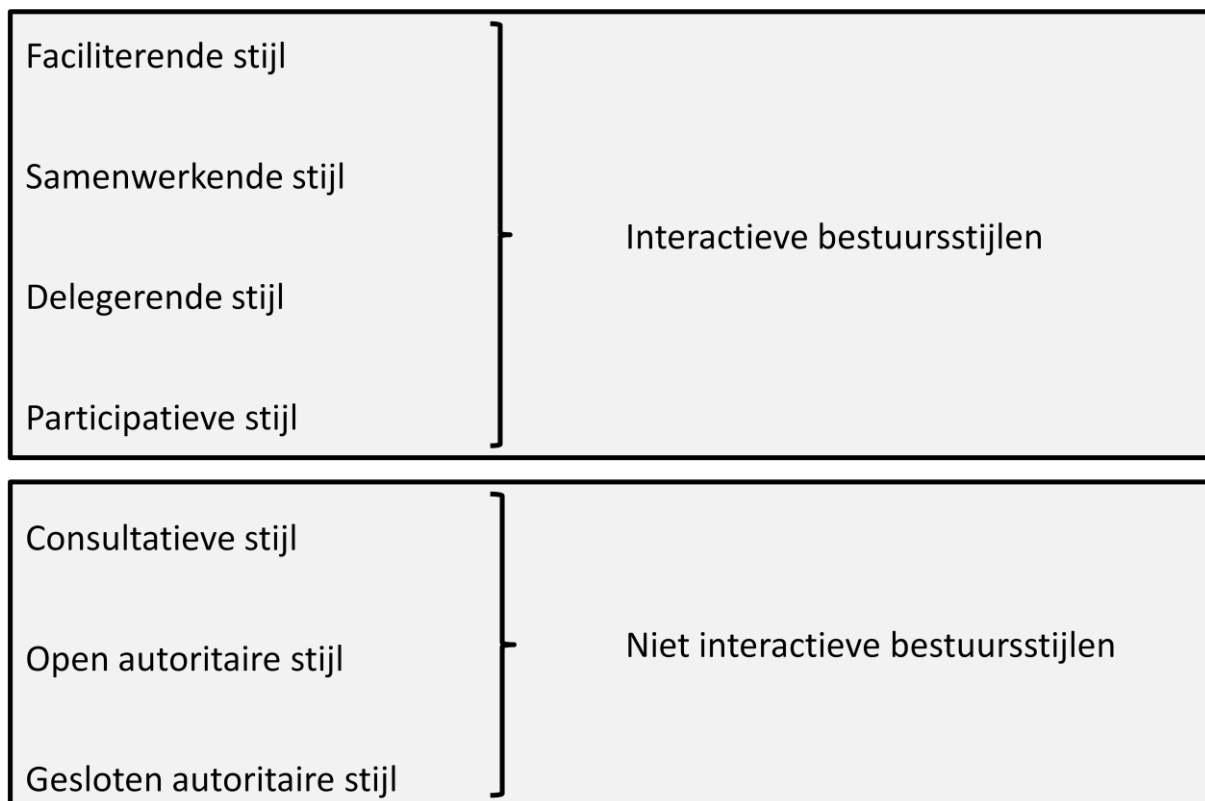 Faciliterende stijl
Samenwerkende stijl
Interactieve bestuursstijlen
Delegerende stijl
Participatieve stijl
Consultatieve stijl
Open autoritaire stijl
Niet interactieve bestuursstijlen
Gesloten autoritaire stijl